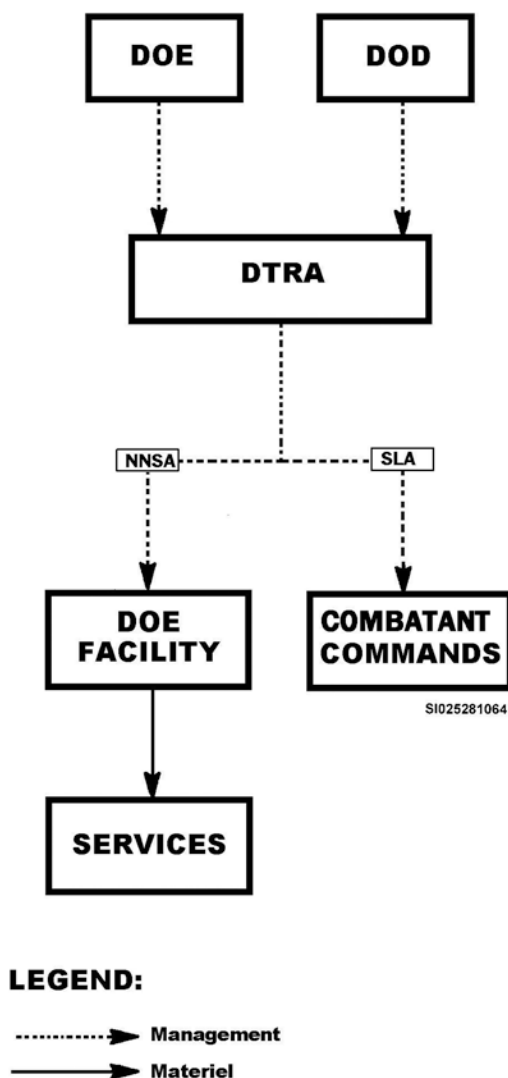 DOE
DOD
DTRA
NNSA
SLA
DOE
FACILITY
COMBATANT
COMMANDS
SI025281064
SERVICES
LEGEND:
Management
Materiel